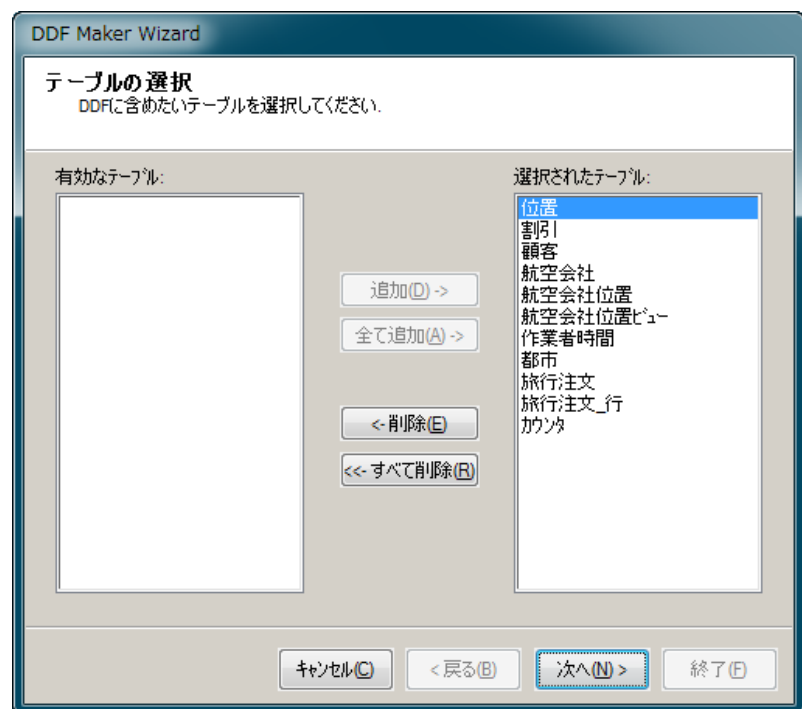 DDF Maker Wizard
テーブルの選択
DDFに含めたいテーブルを選択してください.
有効なテーブル:
選択されたテーブル:
位置
割引
顧客
航空会社
航空会社位置
航空会社位置ビュー
作業者時間
都市
旅行注文
旅行注文_行
カウンタ
追加(D) ->
全て追加(A) ->
<- 削除(E)
<<- すべて削除(R)
キャンセル(C)
< 戻る(B)
次へ(N) >
終了(F)